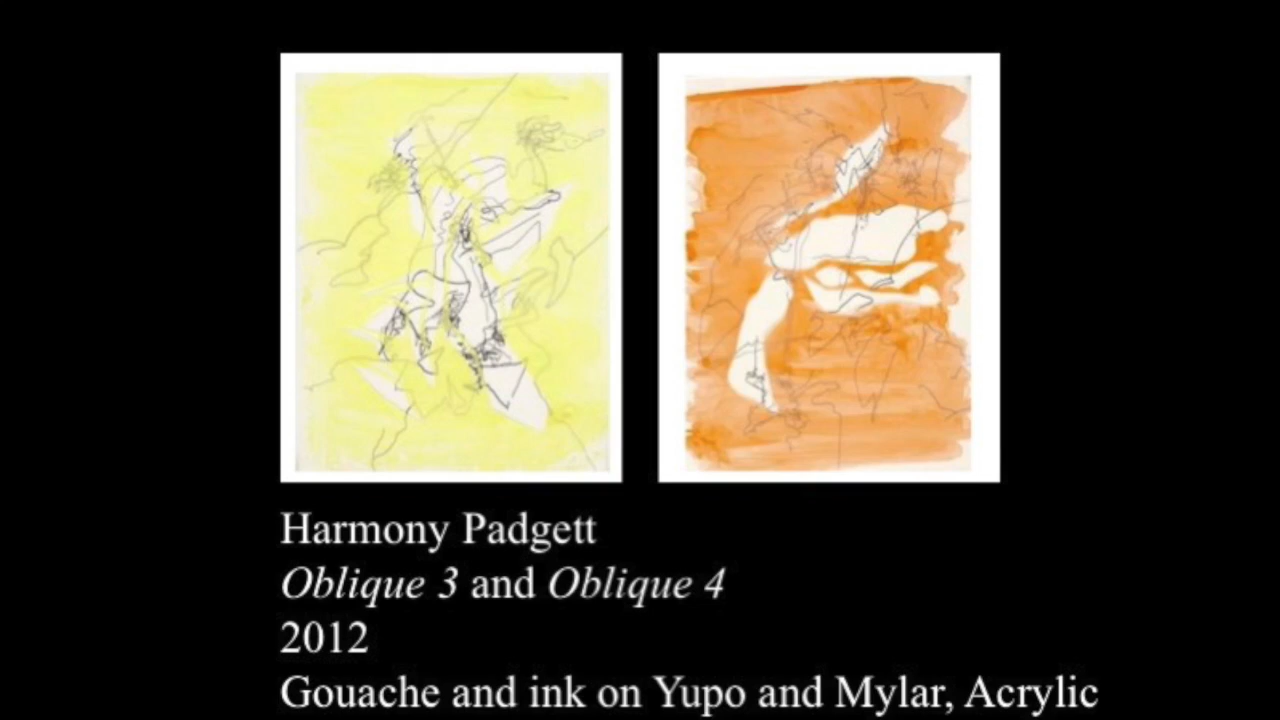 Harmony Padgett
Oblique 3 and Oblique 4
2012
Gouache and ink on Yupo and Mylar, Acrylic